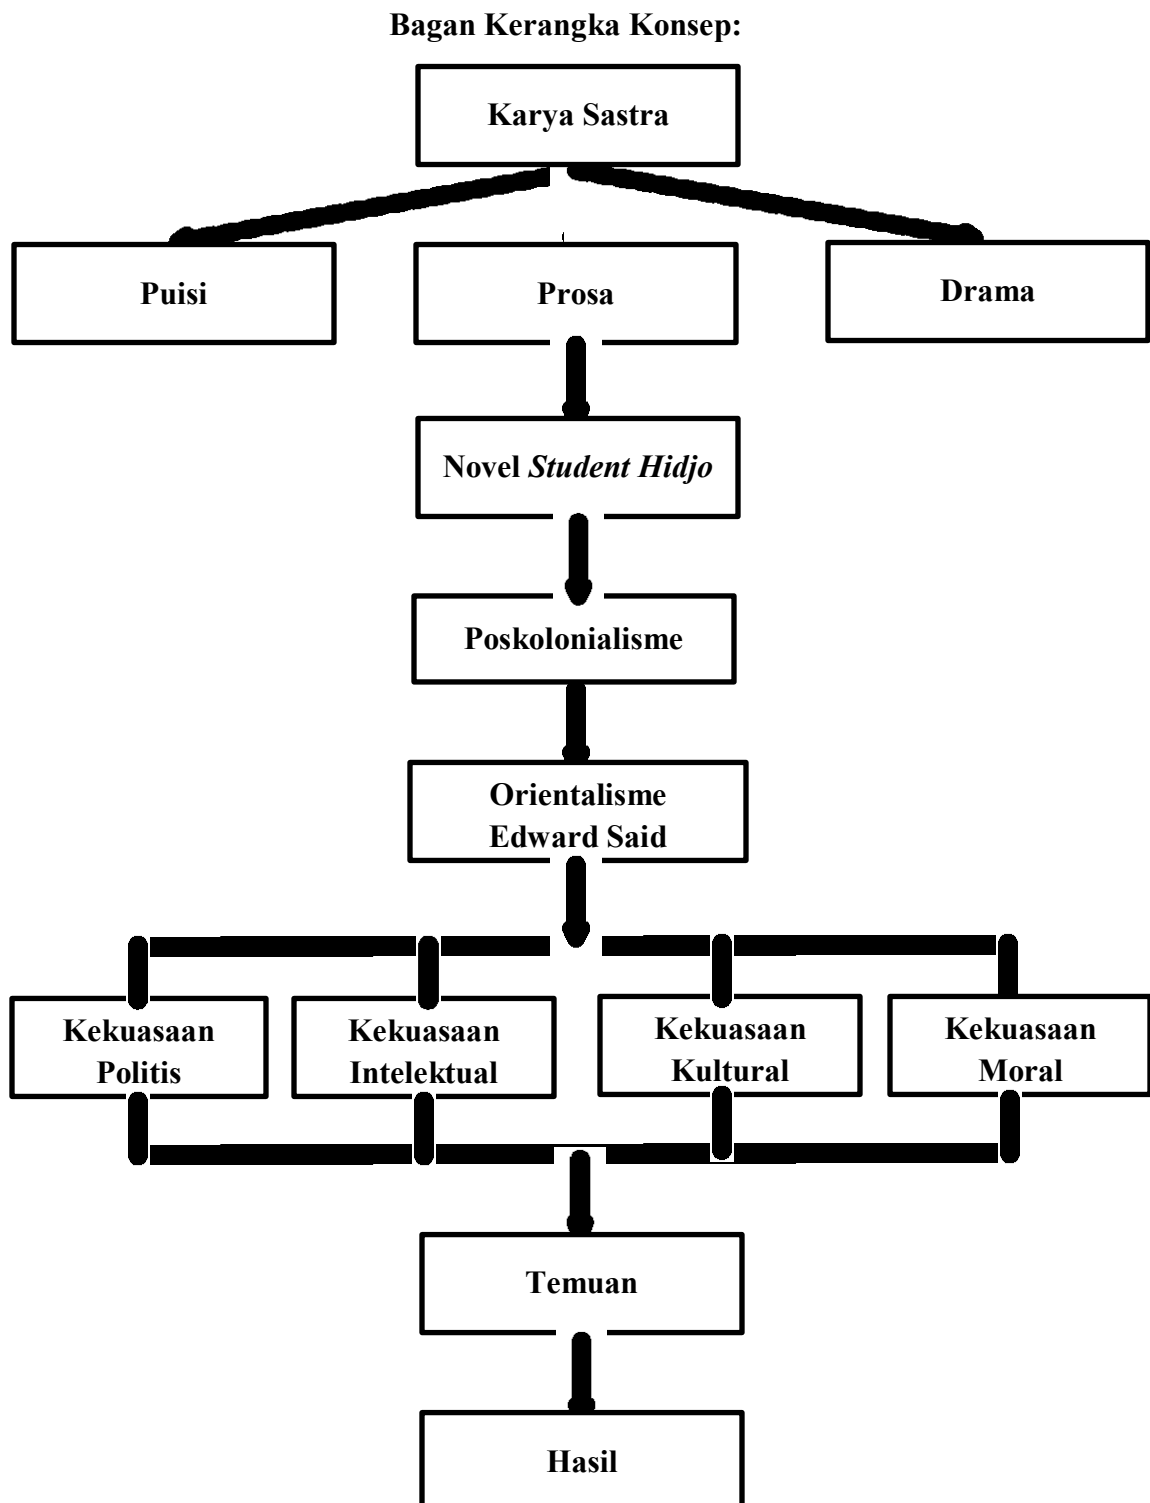 Bagan Kerangka Konsep:
Karya Sastra
Puisi
Prosa
Drama
Novel Student Hidjo
Poskolonialisme
Orientalisme
Edward Said
Kekuasaan
Politis
Kekuasaan
Intelektual
Kekuasaan
Kultural
Kekuasaan
Moral
Temuan
Hasil